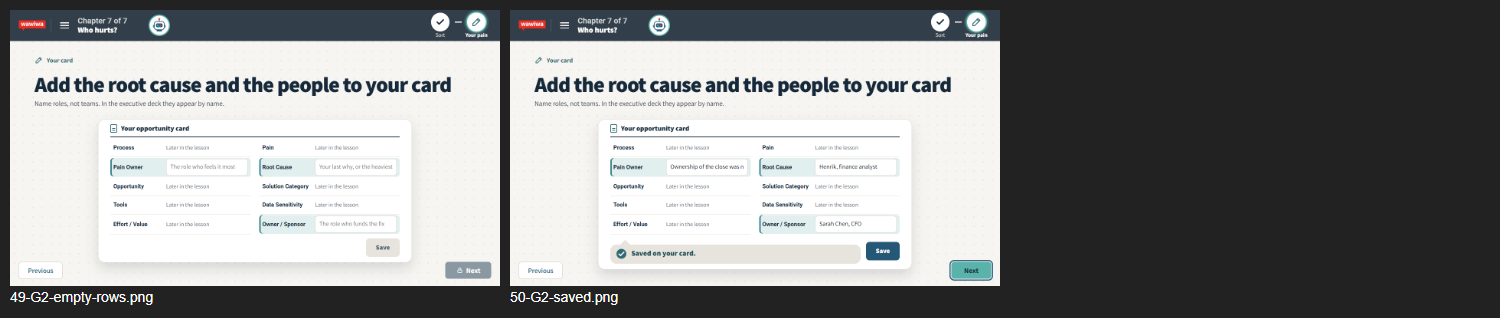 wawiwa
Chapter 7 of 7
Who hurts?
Sort
Your pain
Your card
Add the root cause and the people to your card
Name roles, not teams. In the executive deck they appear by name.
Your opportunity card
Process Later in the lesson Pain Later in the lesson
Pain Owner The role who feels it most Root Cause Your last why, or the heaviest
Opportunity Later in the lesson Solution Category Later in the lesson
Tools Later in the lesson Data Sensitivity Later in the lesson
Effort / Value Later in the lesson Owner / Sponsor The role who funds the fix
Save
Previous
Next
49-G2-empty-rows.png
wawiwa
Chapter 7 of 7
Who hurts?
Sort
Your pain
Your card
Add the root cause and the people to your card
Name roles, not teams. In the executive deck they appear by name.
Your opportunity card
Process Later in the lesson Pain Later in the lesson
Pain Owner Ownership of the close was n Root Cause Henrik, finance analyst
Opportunity Later in the lesson Solution Category Later in the lesson
Tools Later in the lesson Data Sensitivity Later in the lesson
Effort / Value Later in the lesson Owner / Sponsor Sarah Chen, CFO
Saved on your card.
Save
Previous
Next
50-G2-saved.png